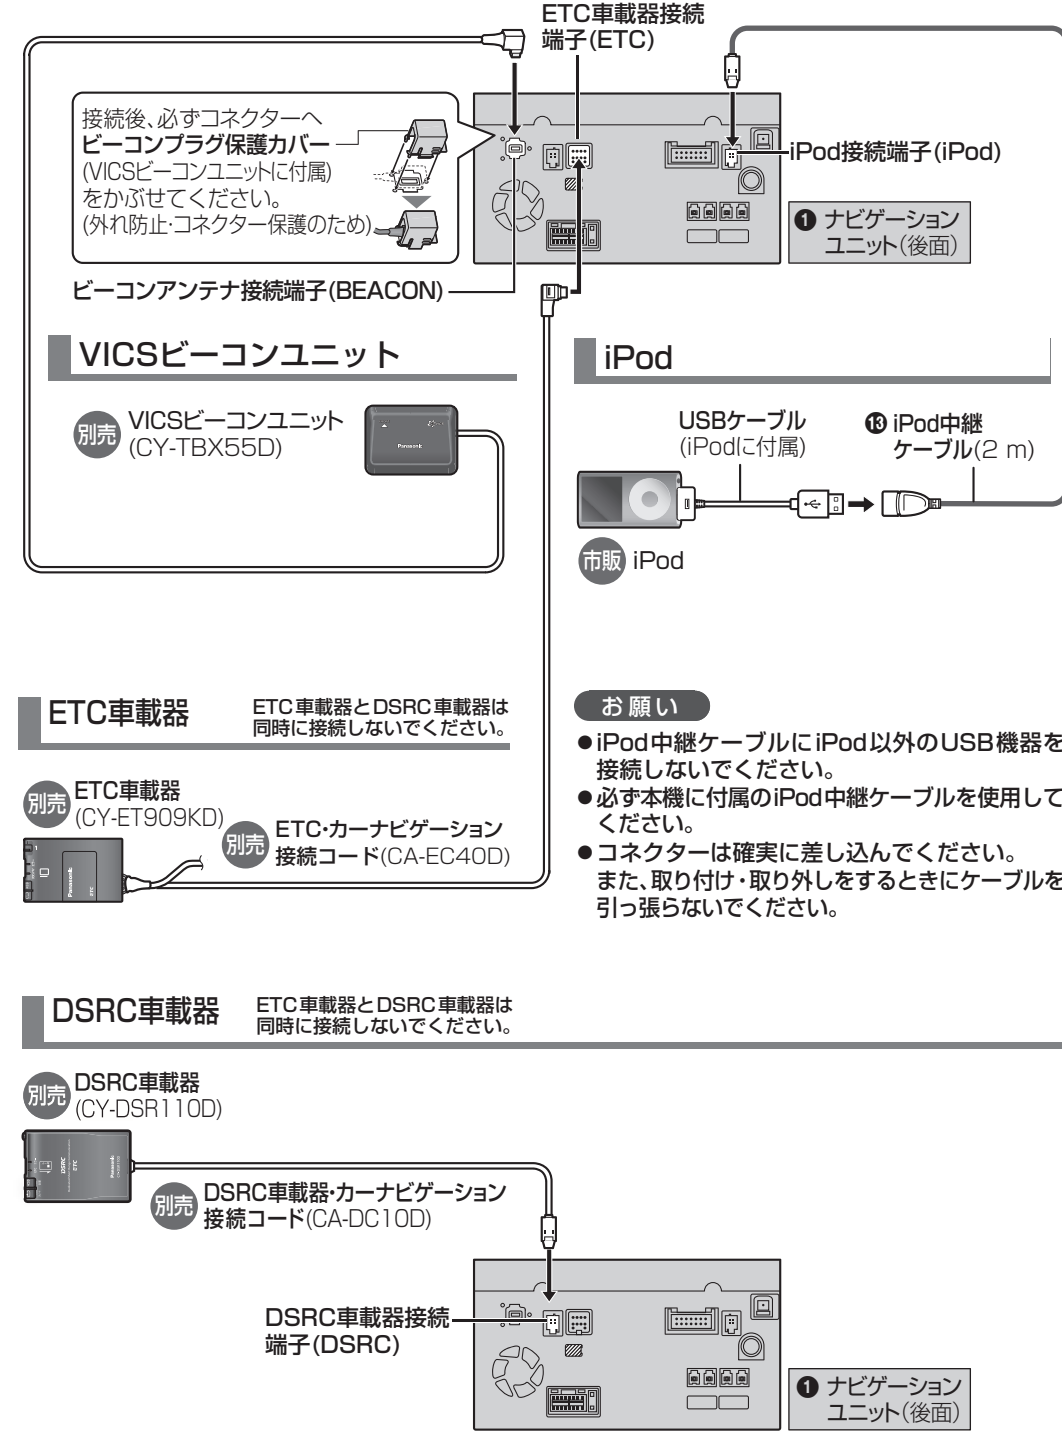 ETC車載器接続
端子(ETC)
接続後、必ずコネクターへ
ビーコンプラグ保護カバー
(VICSビーコンユニットに付属)
をかぶせてください。
(外れ防止・コネクター保護のため)
iPod接続端子(iPod)
❶ ナビゲーション
ユニット(後面)
ビーコンアンテナ接続端子(BEACON)
VICSビーコンユニット
別売 VICSビーコンユニット
(CY-TBX55D)
Panasonic
iPod
USBケーブル
(iPodに付属)
⓭ iPod中継
ケーブル(2 m)
市販 iPod
ETC車載器
ETC車載器とDSRC車載器は
同時に接続しないでください。
別売 ETC車載器
(CY-ET909KD)
別売 ETC・カーナビゲーション
接続コード(CA-EC40D)
Panasonic
ETC
お願い
●iPod中継ケーブルにiPod以外のUSB機器を
接続しないでください。
●必ず本機に付属のiPod中継ケーブルを使用して
ください。
●コネクターは確実に差し込んでください。
また、取り付け・取り外しをするときにケーブルを
引っ張らないでください。
DSRC車載器
ETC車載器とDSRC車載器は
同時に接続しないでください。
別売 DSRC車載器
(CY-DSR110D)
DSRC
ETC
Panasonic
別売 DSRC車載器・カーナビゲーション
接続コード(CA-DC10D)
DSRC車載器接続
端子(DSRC)
❶ ナビゲーション
ユニット(後面)